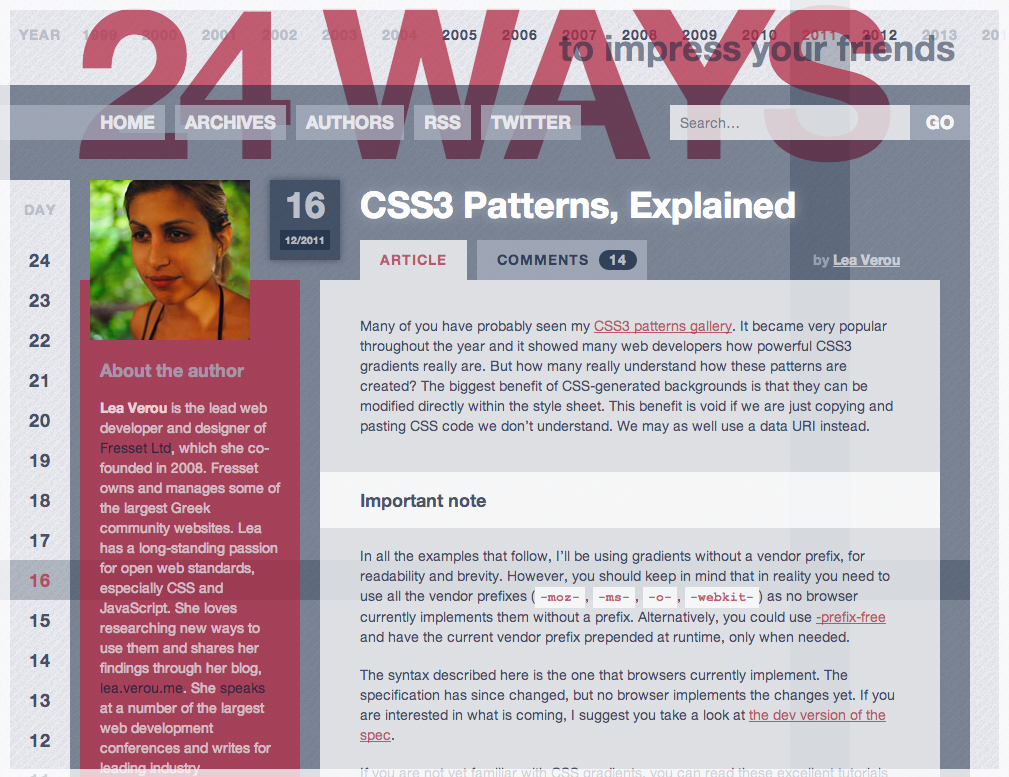 YEAR 1999 2000 2001 2002 2003 2004 2005 2006 2007 2008 2009 2010 2011 2012 2013
24 WAYS
to impress your friends
HOME ARCHIVES AUTHORS RSS TWITTER
Search... GO
DAY
24
23
22
21
20
19
18
17
16
15
14
13
12
11
16
12/2011
CSS3 Patterns, Explained
ARTICLE COMMENTS 14
by Lea Verou
About the author
Lea Verou is the lead web
developer and designer of
Fresset Ltd, which she co-
founded in 2008. Fresset
owns and manages some of
the largest Greek
community websites. Lea
has a long-standing passion
for open web standards,
especially CSS and
JavaScript. She loves
researching new ways to
use them and shares her
findings through her blog,
lea.verou.me. She speaks
at a number of the largest
web development
conferences and writes for
leading industry
Many of you have probably seen my CSS3 patterns gallery. It became very popular
throughout the year and it showed many web developers how powerful CSS3
gradients really are. But how many really understand how these patterns are
created? The biggest benefit of CSS-generated backgrounds is that they can be
modified directly within the style sheet. This benefit is void if we are just copying and
pasting CSS code we don’t understand. We may as well use a data URI instead.
Important note
In all the examples that follow, I’ll be using gradients without a vendor prefix, for
readability and brevity. However, you should keep in mind that in reality you need to
use all the vendor prefixes (-moz-, -ms-, -o-, -webkit-) as no browser
currently implements them without a prefix. Alternatively, you could use -prefix-free
and have the current vendor prefix prepended at runtime, only when needed.
The syntax described here is the one that browsers currently implement. The
specification has since changed, but no browser implements the changes yet. If you
are interested in what is coming, I suggest you take a look at the dev version of the
spec.
If you are not yet familiar with CSS gradients, you can read these excellent tutorials